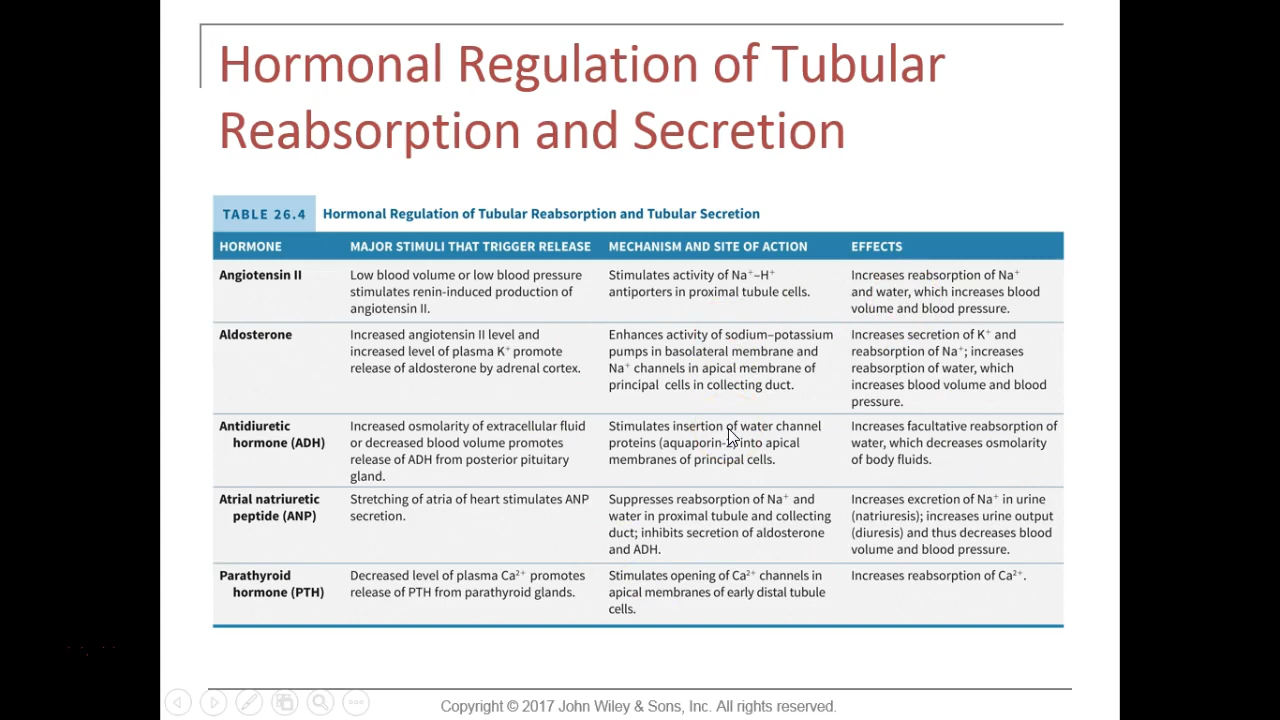 Hormonal Regulation of Tubular
Reabsorption and Secretion
TABLE 26.4 Hormonal Regulation of Tubular Reabsorption and Tubular Secretion
HORMONE MAJOR STIMULI THAT TRIGGER RELEASE MECHANISM AND SITE OF ACTION EFFECTS
Angiotensin II
Low blood volume or low blood pressure
stimulates renin-induced production of
angiotensin II.
Stimulates activity of Na⁺–H⁺
antiporters in proximal tubule cells.
Increases reabsorption of Na⁺
and water, which increases blood
volume and blood pressure.
Aldosterone
Increased angiotensin II level and
increased level of plasma K⁺ promote
release of aldosterone by adrenal cortex.
Enhances activity of sodium–potassium
pumps in basolateral membrane and
Na⁺ channels in apical membrane of
principal cells in collecting duct.
Increases secretion of K⁺ and
reabsorption of Na⁺; increases
reabsorption of water, which
increases blood volume and blood
pressure.
Antidiuretic
hormone (ADH)
Increased osmolarity of extracellular fluid
or decreased blood volume promotes
release of ADH from posterior pituitary
gland.
Stimulates insertion of water channel
proteins (aquaporin- into apical
membranes of principal cells.
Increases facultative reabsorption of
water, which decreases osmolarity
of body fluids.
Atrial natriuretic
peptide (ANP)
Stretching of atria of heart stimulates ANP
secretion.
Suppresses reabsorption of Na⁺ and
water in proximal tubule and collecting
duct; inhibits secretion of aldosterone
and ADH.
Increases excretion of Na⁺ in urine
(natriuresis); increases urine output
(diuresis) and thus decreases blood
volume and blood pressure.
Parathyroid
hormone (PTH)
Decreased level of plasma Ca²⁺ promotes
release of PTH from parathyroid glands.
Stimulates opening of Ca²⁺ channels in
apical membranes of early distal tubule
cells.
Increases reabsorption of Ca²⁺.
Copyright © 2017 John Wiley & Sons, Inc. All rights reserved.